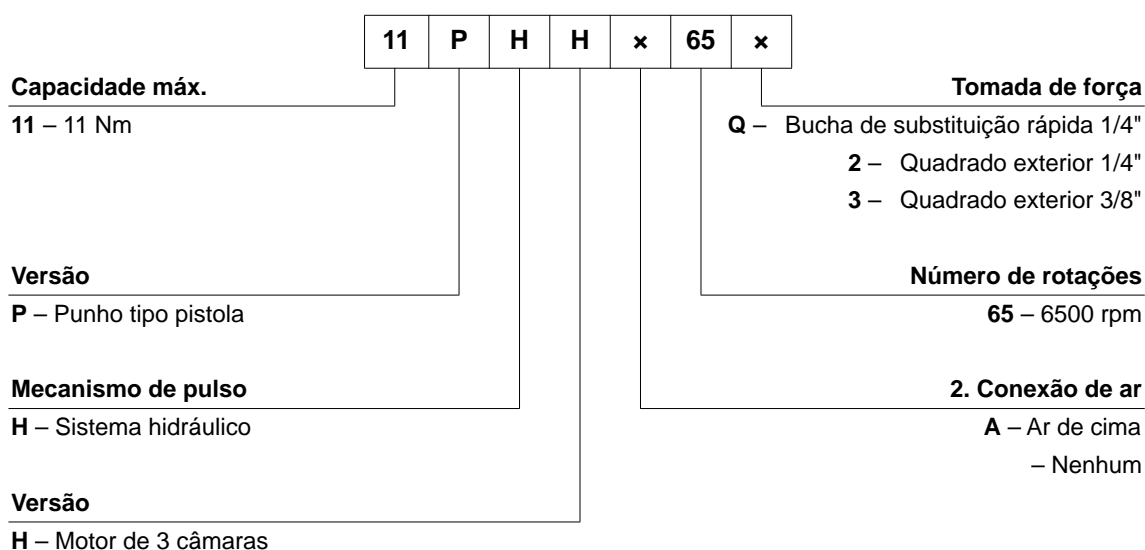 11 P H H × 65 ×
Capacidade máx.
11 – 11 Nm
Tomada de força
Q – Bucha de substituição rápida 1/4"
2 – Quadrado exterior 1/4"
3 – Quadrado exterior 3/8"
Versão
P – Punho tipo pistola
Número de rotações
65 – 6500 rpm
Mecanismo de pulso
H – Sistema hidráulico
2. Conexão de ar
A – Ar de cima
– Nenhum
Versão
H – Motor de 3 câmaras